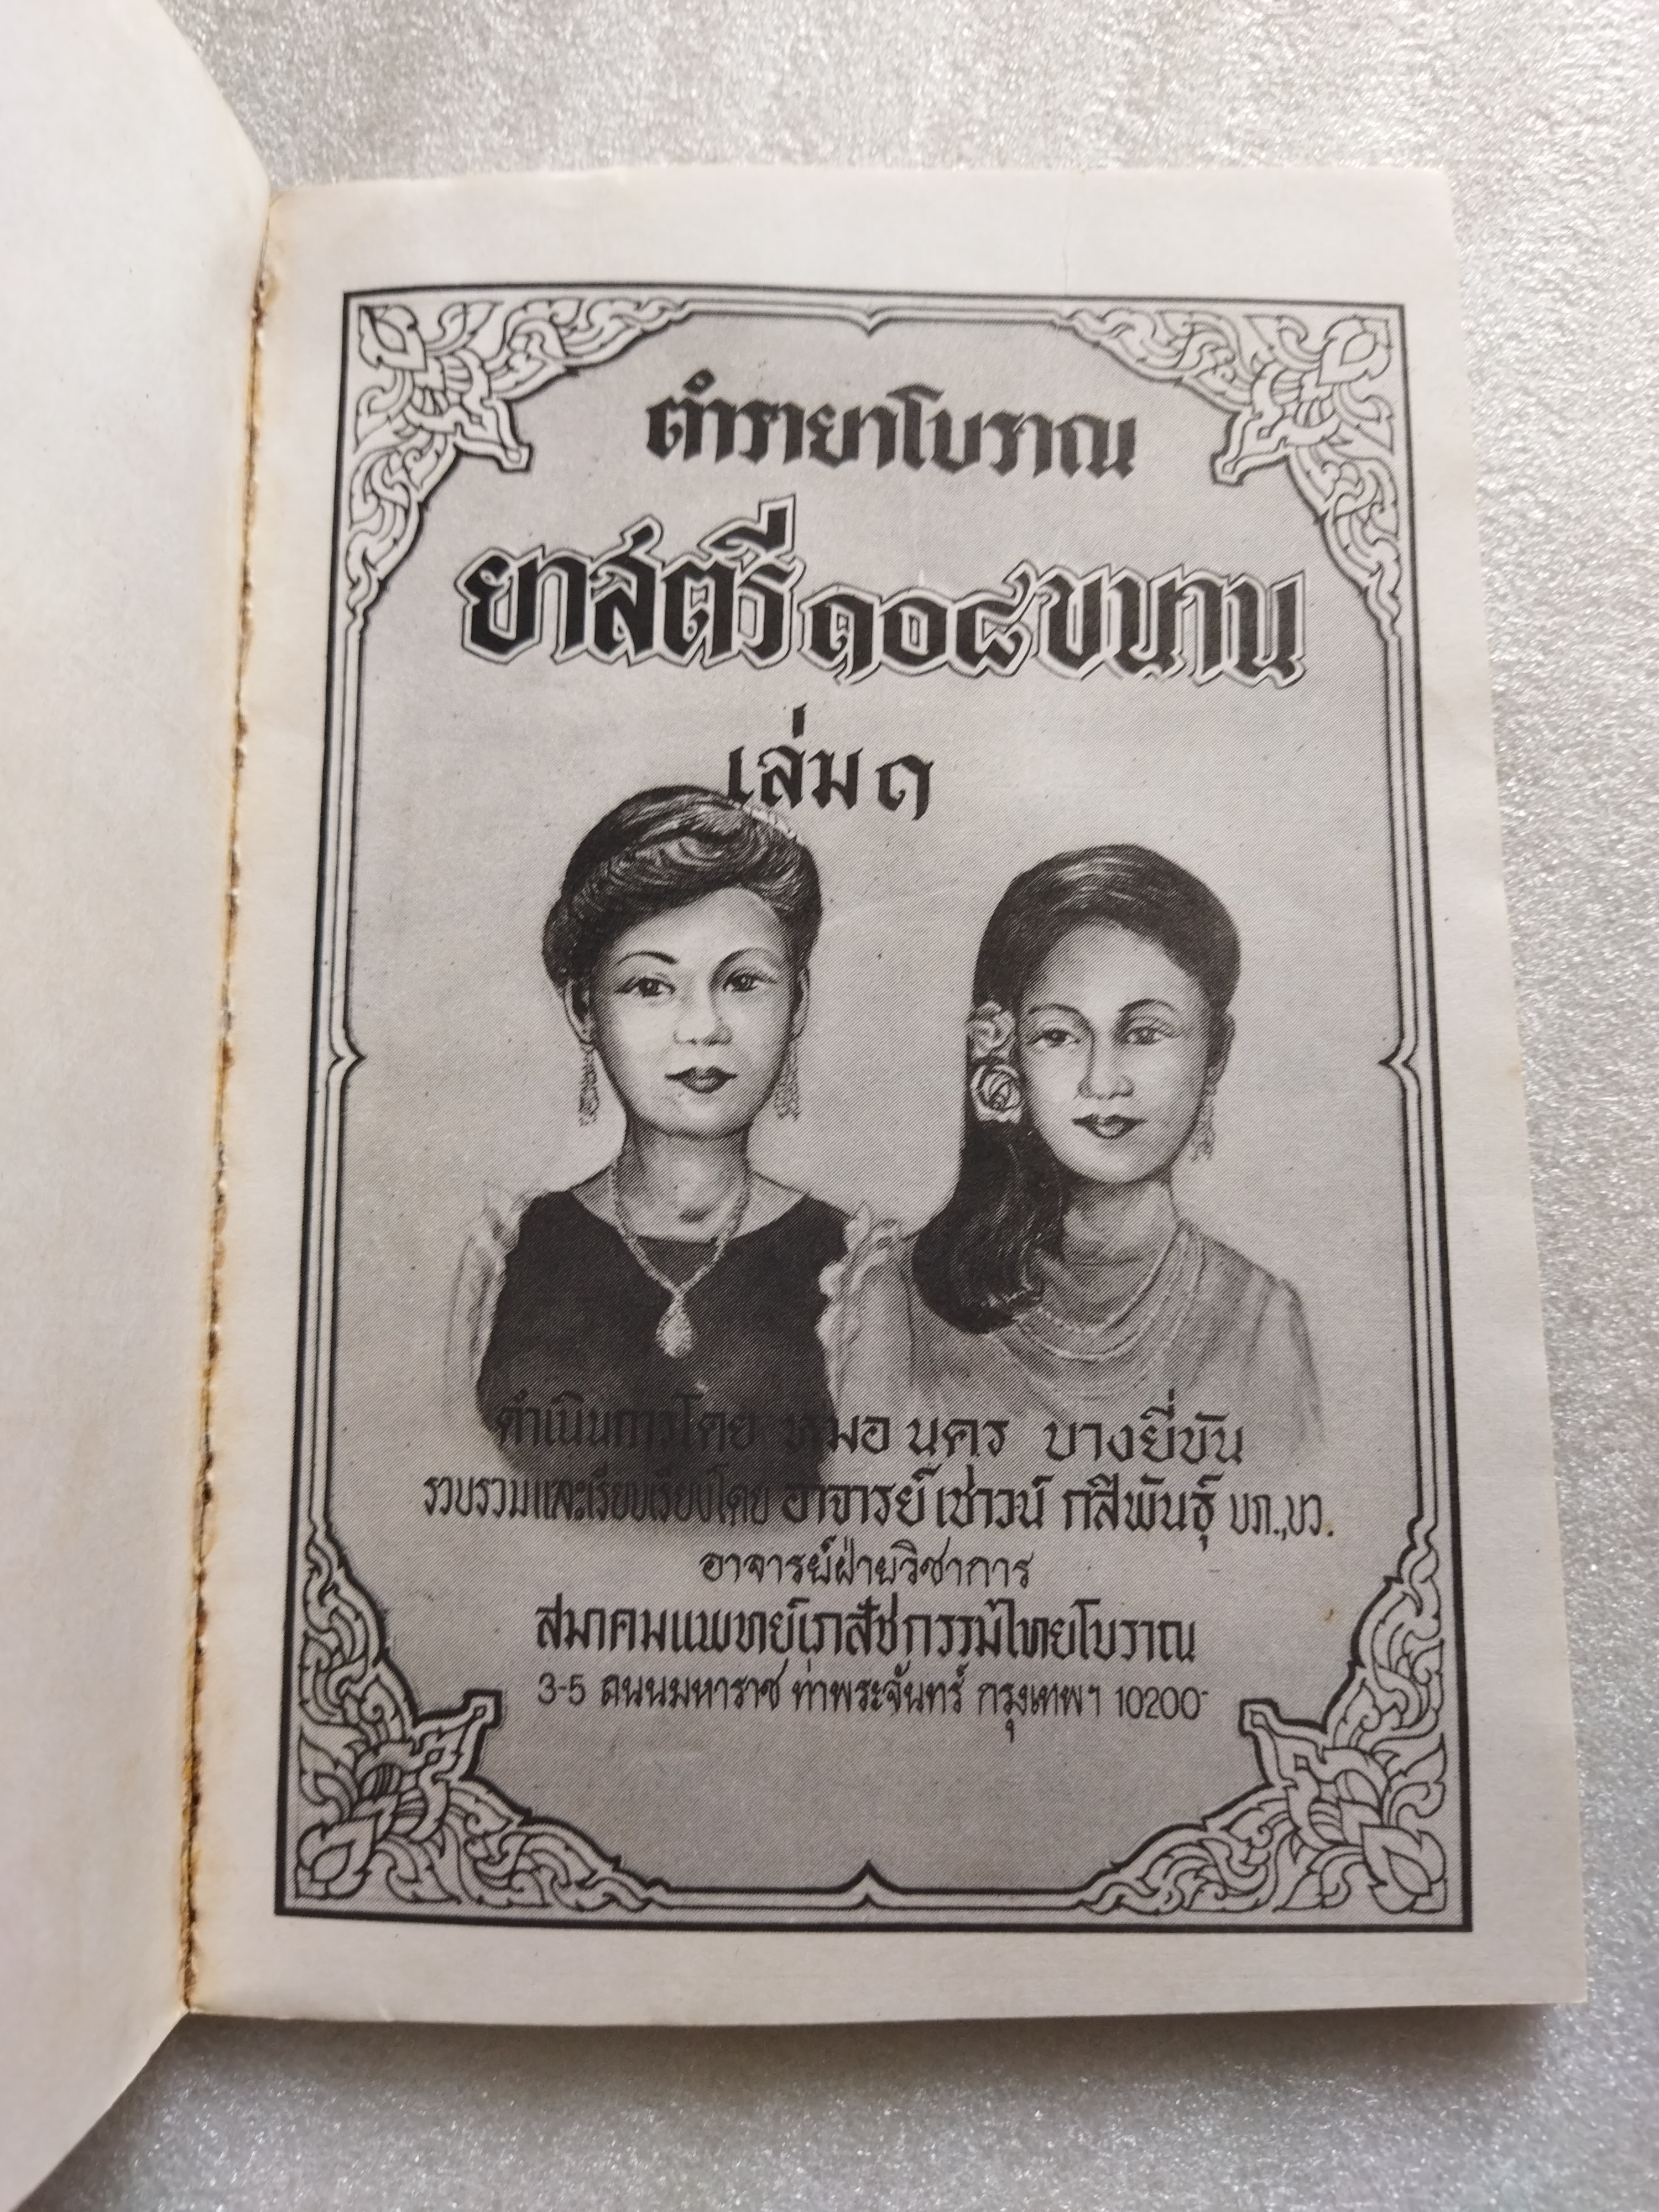 ตำรายาโบราณ
ยาสตรี ๑๐๘ ขนาน
เล่ม ๑
ดำเนินการโดย หมอ นคร บางยี่ขัน
รวบรวมและเรียบเรียงโดย อาจารย์ เชาวน์ กสิพันธุ์ บภ.,บว.
อาจารย์ฝ่ายวิชาการ
สมาคมแพทย์เภสัชกรรมไทยโบราณ
3-5 ถนนมหาราช ท่าพระจันทร์ กรุงเทพฯ 10200